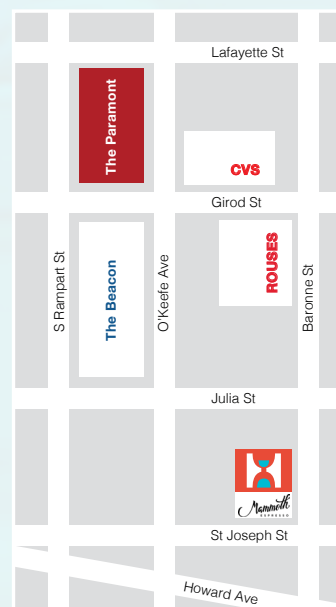 Lafayette St
The Paramont
CVS
Girod St
S Rampart St
The Beacon
O'Keefe Ave
ROUSES
Baronne St
Julia St
Mammoth
ESPRESSO
St Joseph St
Howard Ave